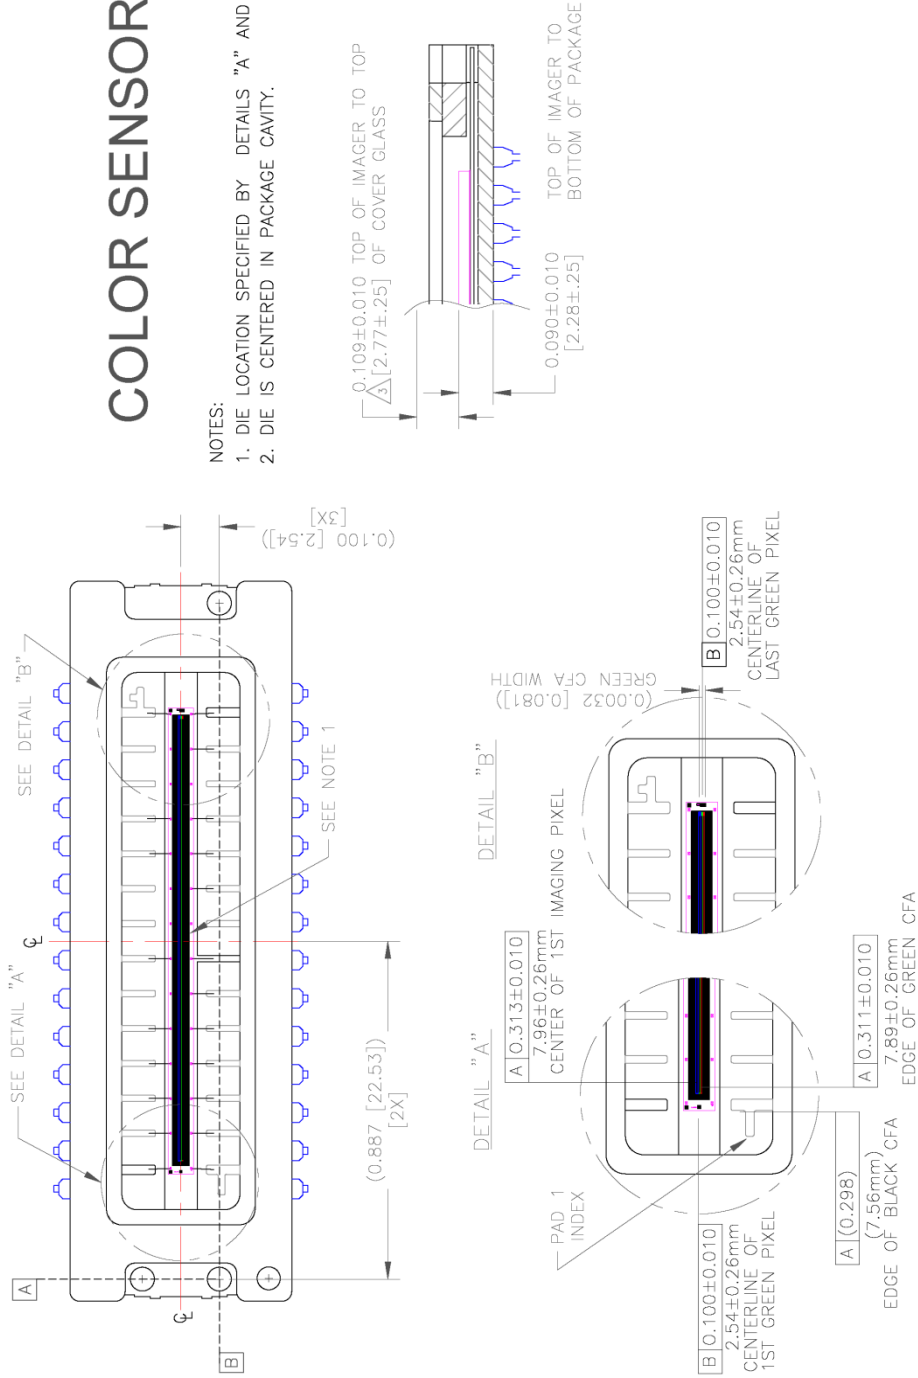 COLOR SENSOR
NOTES:
1. DIE LOCATION SPECIFIED BY DETAILS "A" AND
2. DIE IS CENTERED IN PACKAGE CAVITY.
0.109±0.010 TOP OF IMAGER TO TOP
3 [2.77±.25] OF COVER GLASS
0.090±0.010 TOP OF IMAGER TO
[2.28±.25] BOTTOM OF PACKAGE
SEE DETAIL "A"
SEE DETAIL "B"
SEE NOTE 1
A
B
(0.887 [22.53])
[2X]
(0.100 [2.54])
[3X]
DETAIL "A"
A 0.313±0.010
7.96±0.26mm
CENTER OF 1ST IMAGING PIXEL
PAD 1
INDEX
B 0.100±0.010
2.54±0.26mm
CENTERLINE OF
1ST GREEN PIXEL
A (0.298)
(7.56mm)
EDGE OF BLACK CFA
A 0.311±0.010
7.89±0.26mm
EDGE OF GREEN CFA
DETAIL "B"
(0.0032 [0.081])
GREEN CFA WIDTH
B 0.100±0.010
2.54±0.26mm
CENTERLINE OF
LAST GREEN PIXEL